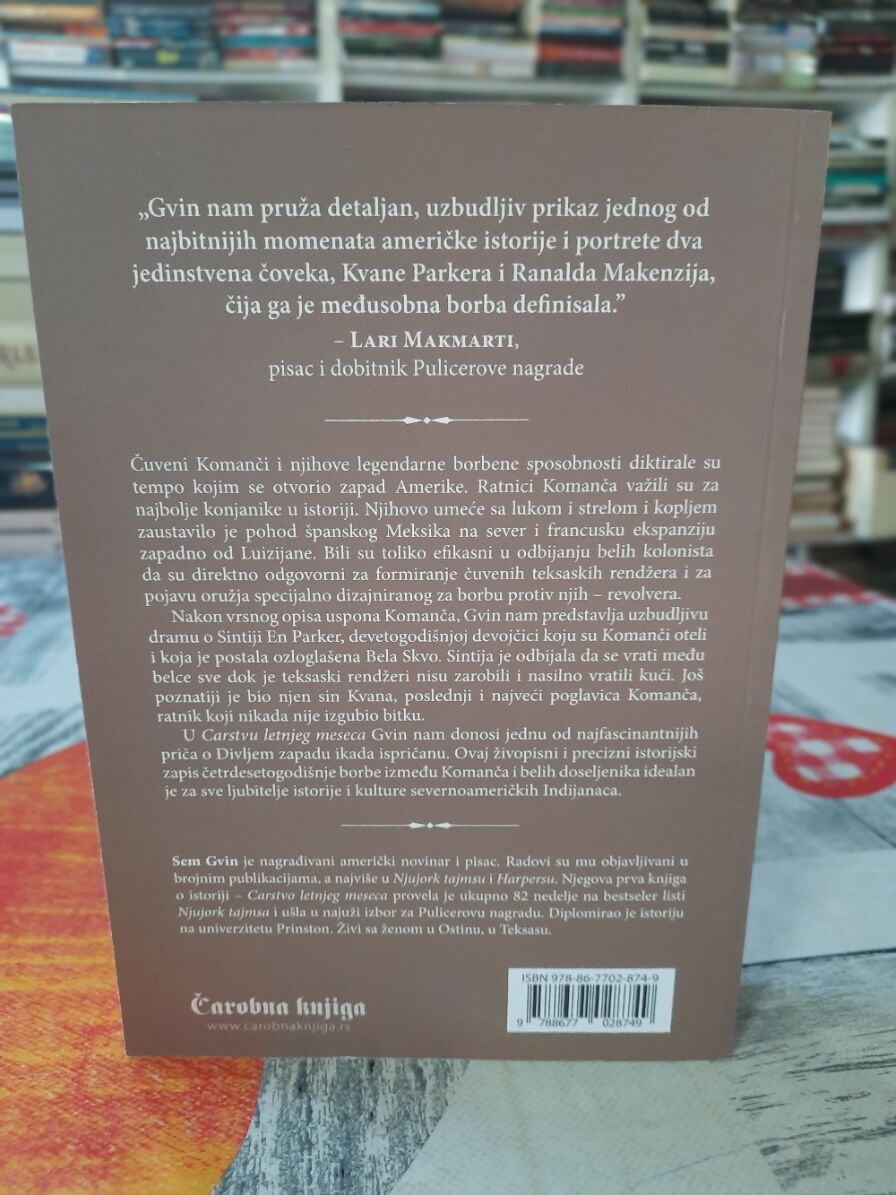 „Gvin nam pruža detaljan, uzbudljiv prikaz jednog od
najbitnijih momenata američke istorije i portrete dva
jedinstvena čoveka, Kvane Parkera i Ranalda Makenzija,
čija ga je međusobna borba definisala.”
– Lari Makmarti,
pisac i dobitnik Pulicerove nagrade
Čuveni Komanči i njihove legendarne borbene sposobnosti diktirale su
tempo kojim se otvorio zapad Amerike. Ratnici Komanča važili su za
najbolje konjanike u istoriji. Njihovo umeće sa lukom i strelom i kopljem
zaustavilo je pohod španskog Meksika na sever i francusku ekspanziju
zapadno od Luizijane. Bili su toliko efikasni u odbijanju belih kolonista
da su direktno odgovorni za formiranje čuvenih teksaskih rendžera i za
pojavu oružja specijalno dizajniranog za borbu protiv njih – revolvera.
Nakon vrsnog opisa uspona Komanča, Gvin nam predstavlja uzbudljivu
dramu o Sintiji En Parker, devetogodišnjoj devojčici koju su Komanči oteli
i koja je postala ozloglašena Bela Skvo. Sintija je odbijala da se vrati među
belce sve dok je teksaski rendžeri nisu zarobili i nasilno vratili kući. Još
poznatiji je bio njen sin Kvana, poslednji i najveći poglavica Komanča,
ratnik koji nikada nije izgubio bitku.
U Carstvu letnjeg meseca Gvin nam donosi jednu od najfascinantnijih
priča o Divljem zapadu ikada ispričanu. Ovaj živopisni i precizni istorijski
zapis četrdesetogodišnje borbe između Komanča i belih doseljenika idealan
je za sve ljubitelje istorije i kulture severnoameričkih Indijanaca.
Sem Gvin je nagrađivani američki novinar i pisac. Radovi su mu objavljivani u
brojnim publikacijama, a najviše u Njujork tajmsu i Harpersu. Njegova prva knjiga
o istoriji – Carstvo letnjeg meseca provela je ukupno 82 nedelje na bestseler listi
Njujork tajmsa i ušla u najuži izbor za Pulicerovu nagradu. Diplomirao je istoriju
na univerzitetu Prinston. Živi sa ženom u Ostinu, u Teksasu.
Čarobna knjiga
www.carobnaknjiga.rs
ISBN 978-86-7702-874-9
9 788677 028749